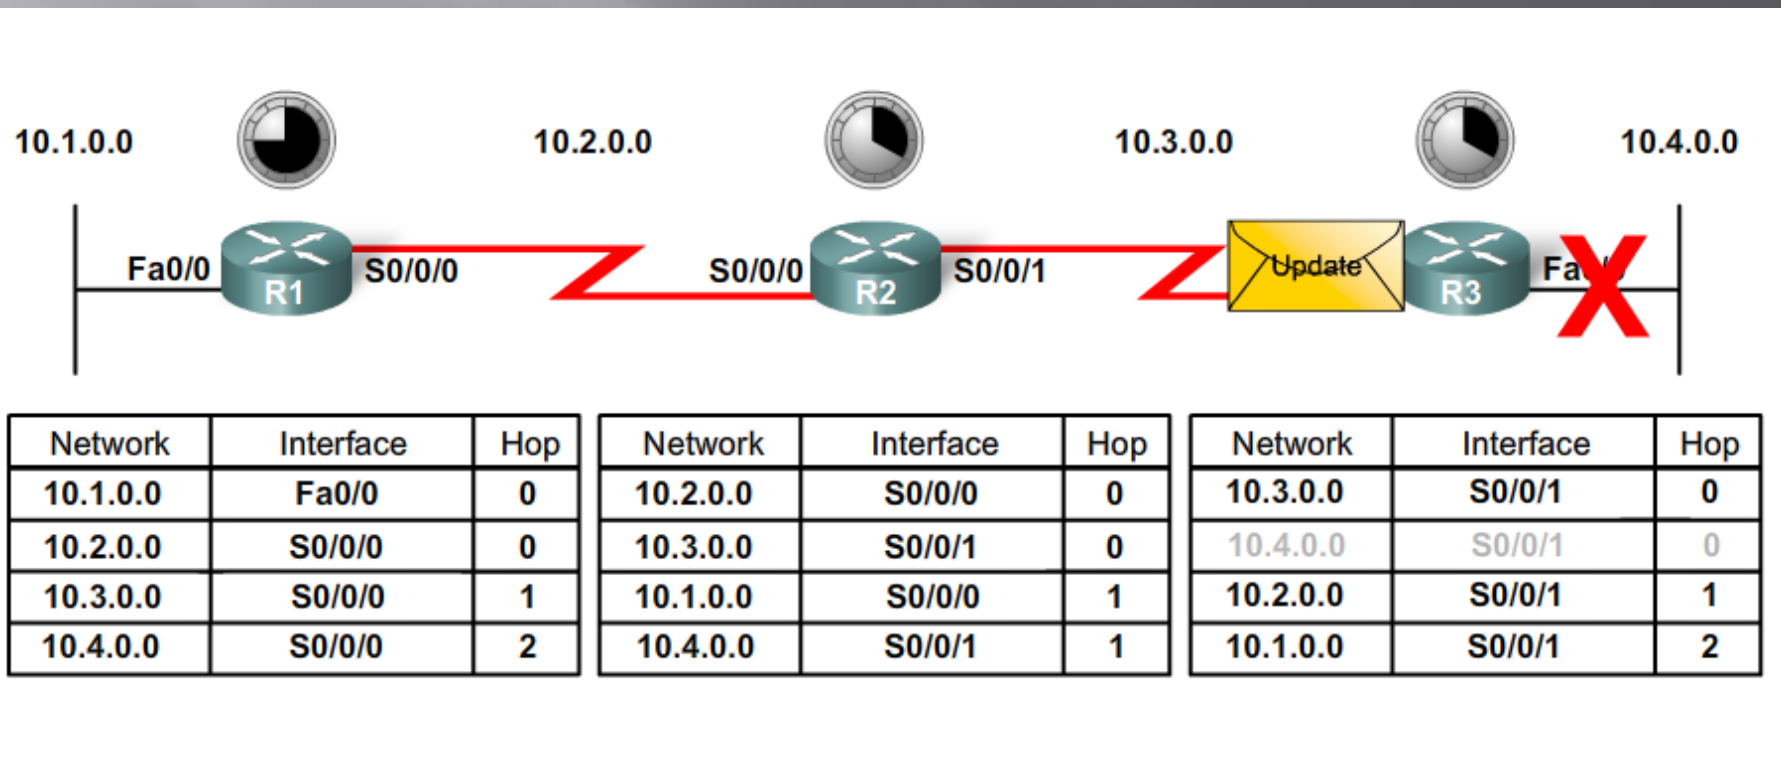 10.1.0.0 10.2.0.0 10.3.0.0 10.4.0.0
Fa0/0 R1 S0/0/0 S0/0/0 R2 S0/0/1 Update R3
Network Interface Hop
10.1.0.0 Fa0/0 0
10.2.0.0 S0/0/0 0
10.3.0.0 S0/0/0 1
10.4.0.0 S0/0/0 2
Network Interface Hop
10.2.0.0 S0/0/0 0
10.3.0.0 S0/0/1 0
10.1.0.0 S0/0/0 1
10.4.0.0 S0/0/1 1
Network Interface Hop
10.3.0.0 S0/0/1 0
10.4.0.0 S0/0/1 0
10.2.0.0 S0/0/1 1
10.1.0.0 S0/0/1 2